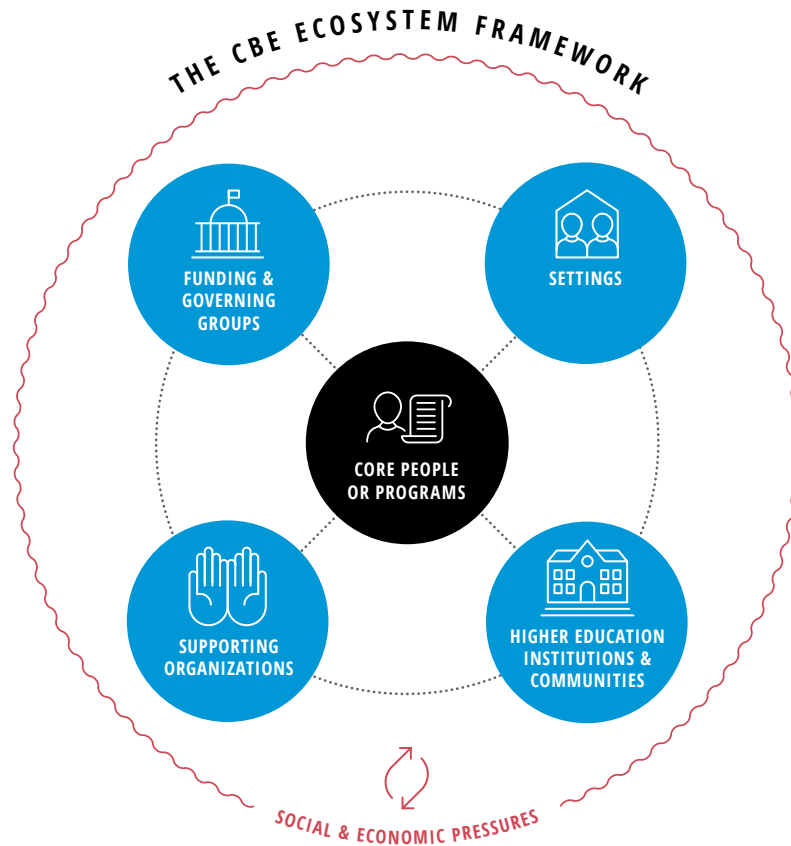 THE CBE ECOSYSTEM FRAMEWORK
FUNDING &
GOVERNING
GROUPS
SETTINGS
CORE PEOPLE
OR PROGRAMS
SUPPORTING
ORGANIZATIONS
HIGHER EDUCATION
INSTITUTIONS &
COMMUNITIES
SOCIAL & ECONOMIC PRESSURES